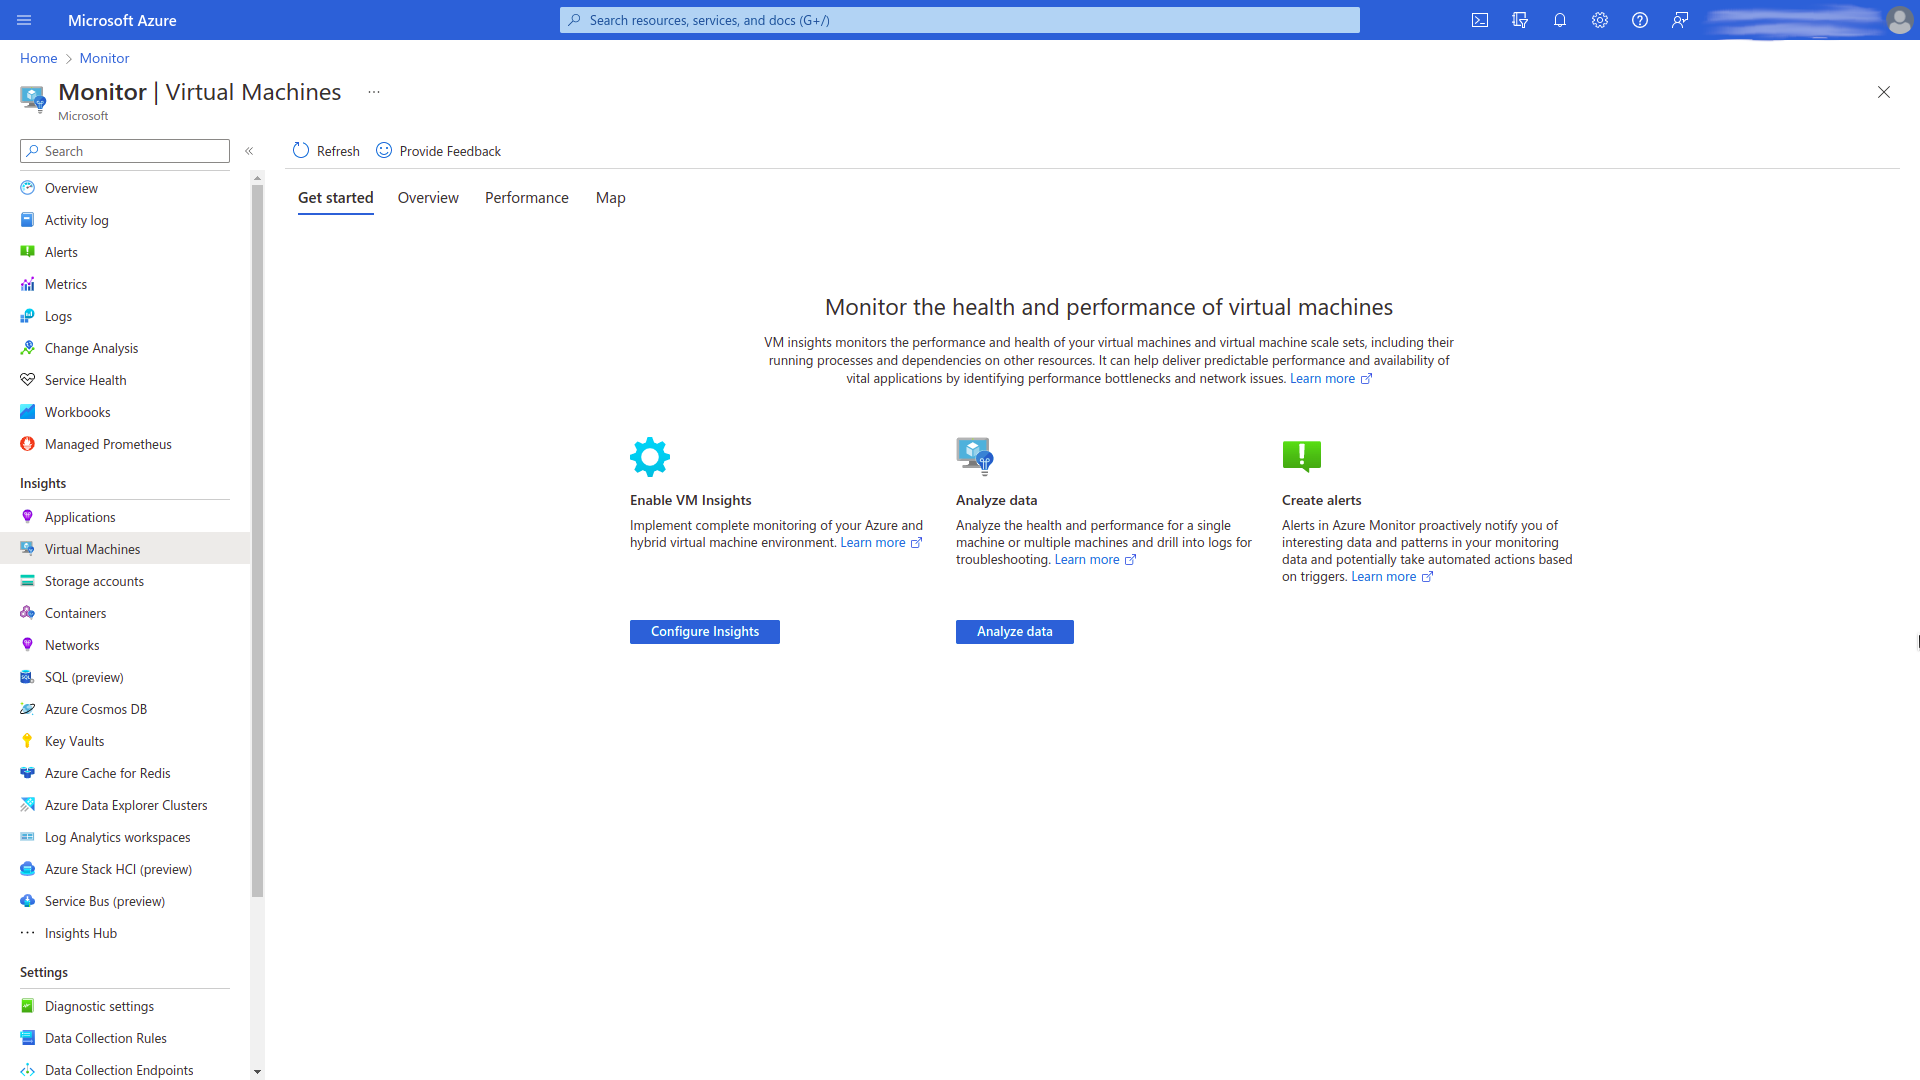 Microsoft Azure
Search resources, services, and docs (G+/)
Home > Monitor
Monitor | Virtual Machines ...
Microsoft
Search
«
Refresh
Provide Feedback
Overview
Activity log
Alerts
Metrics
Logs
Change Analysis
Service Health
Workbooks
Managed Prometheus
Insights
Applications
Virtual Machines
Storage accounts
Containers
Networks
SQL (preview)
Azure Cosmos DB
Key Vaults
Azure Cache for Redis
Azure Data Explorer Clusters
Log Analytics workspaces
Azure Stack HCI (preview)
Service Bus (preview)
Insights Hub
Settings
Diagnostic settings
Data Collection Rules
Data Collection Endpoints
Get started Overview Performance Map
Monitor the health and performance of virtual machines
VM insights monitors the performance and health of your virtual machines and virtual machine scale sets, including their
running processes and dependencies on other resources. It can help deliver predictable performance and availability of
vital applications by identifying performance bottlenecks and network issues. Learn more
Enable VM Insights
Implement complete monitoring of your Azure and
hybrid virtual machine environment. Learn more
Configure Insights
Analyze data
Analyze the health and performance for a single
machine or multiple machines and drill into logs for
troubleshooting. Learn more
Analyze data
Create alerts
Alerts in Azure Monitor proactively notify you of
interesting data and patterns in your monitoring
data and potentially take automated actions based
on triggers. Learn more